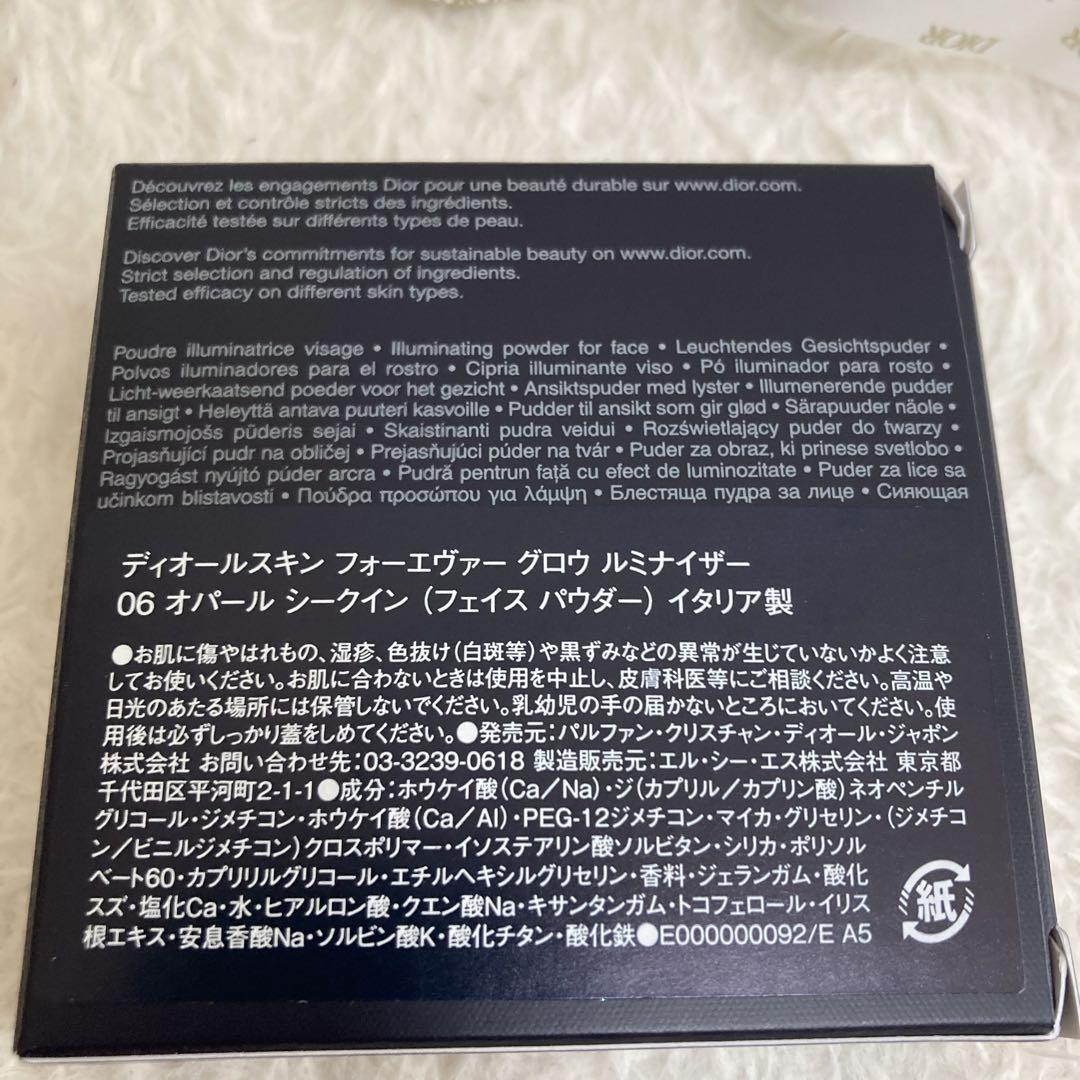 DIOR
DIOR
Découvrez les engagements Dior pour une beauté durable sur www.dior.com.
Sélection et contrôle stricts des ingrédients.
Efficacité testée sur différents types de peau.
Discover Dior's commitments for sustainable beauty on www.dior.com.
Strict selection and regulation of ingredients.
Tested efficacy on different skin types.
Poudre illuminatrice visage • Illuminating powder for face • Leuchtendes Gesichtspuder •
Polvos iluminadores para el rostro • Cipria illuminante viso • Pó iluminador para rosto •
Licht-weerkaatsend poeder voor het gezicht • Ansiktspuder med lyster • Illumenerende pudder
til ansigt • Heleyttä antava puuteri kasvoille • Pudder til ansikt som gir glød • Särapuuder näole •
Izgaismojošs pūderis sejai • Skaistinanti pudra veidui • Rozświetlający puder do twarzy •
Projasňující pudr na obličej • Prejasňujúci púder na tvár • Puder za obraz, ki prinese svetlobo •
Ragyogást nyújtó púder arcra • Pudră pentrun față cu efect de luminozitate • Puder za lice sa
učinkom blistavosti • Πούδρα προσώπου για λάμψη • Блестяща пудра за лице • Сияющая
ディオールスキン フォーエヴァー グロウ ルミナイザー
06 オパール シークイン（フェイス パウダー）イタリア製
●お肌に傷やはれもの、湿疹、色抜け（白斑等）や黒ずみなどの異常が生じていないかよく注意
してお使いください。お肌に合わないときは使用を中止し、皮膚科医等にご相談ください。高温や
日光のあたる場所には保管しないでください。乳幼児の手の届かないところにおいてください。使
用後は必ずしっかり蓋をしめてください。●発売元：パルファン・クリスチャン・ディオール・ジャポン
株式会社 お問い合わせ先：03-3239-0618 製造販売元：エル・シー・エス株式会社 東京都
千代田区平河町2-1-1●成分：ホウケイ酸（Ca／Na）・ジ（カプリル／カプリン酸）ネオペンチル
グリコール・ジメチコン・ホウケイ酸（Ca／Al）・PEG-12ジメチコン・マイカ・グリセリン・（ジメチコ
ン／ビニルジメチコン）クロスポリマー・イソステアリン酸ソルビタン・シリカ・ポリソル
ベート60・カプリリルグリコール・エチルヘキシルグリセリン・香料・ジェランガム・酸化
スズ・塩化Ca・水・ヒアルロン酸・クエン酸Na・キサンタンガム・トコフェロール・イリス
根エキス・安息香酸Na・ソルビン酸K・酸化チタン・酸化鉄●E000000092/E A5
紙